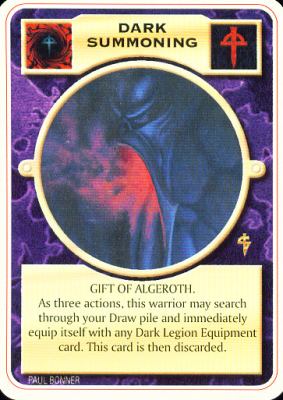 DARK
SUMMONING
GIFT OF ALGEROTH.
As three actions, this warrior may search
through your Draw pile and immediately
equip itself with any Dark Legion Equipment
card. This card is then discarded.
PAUL BONNER